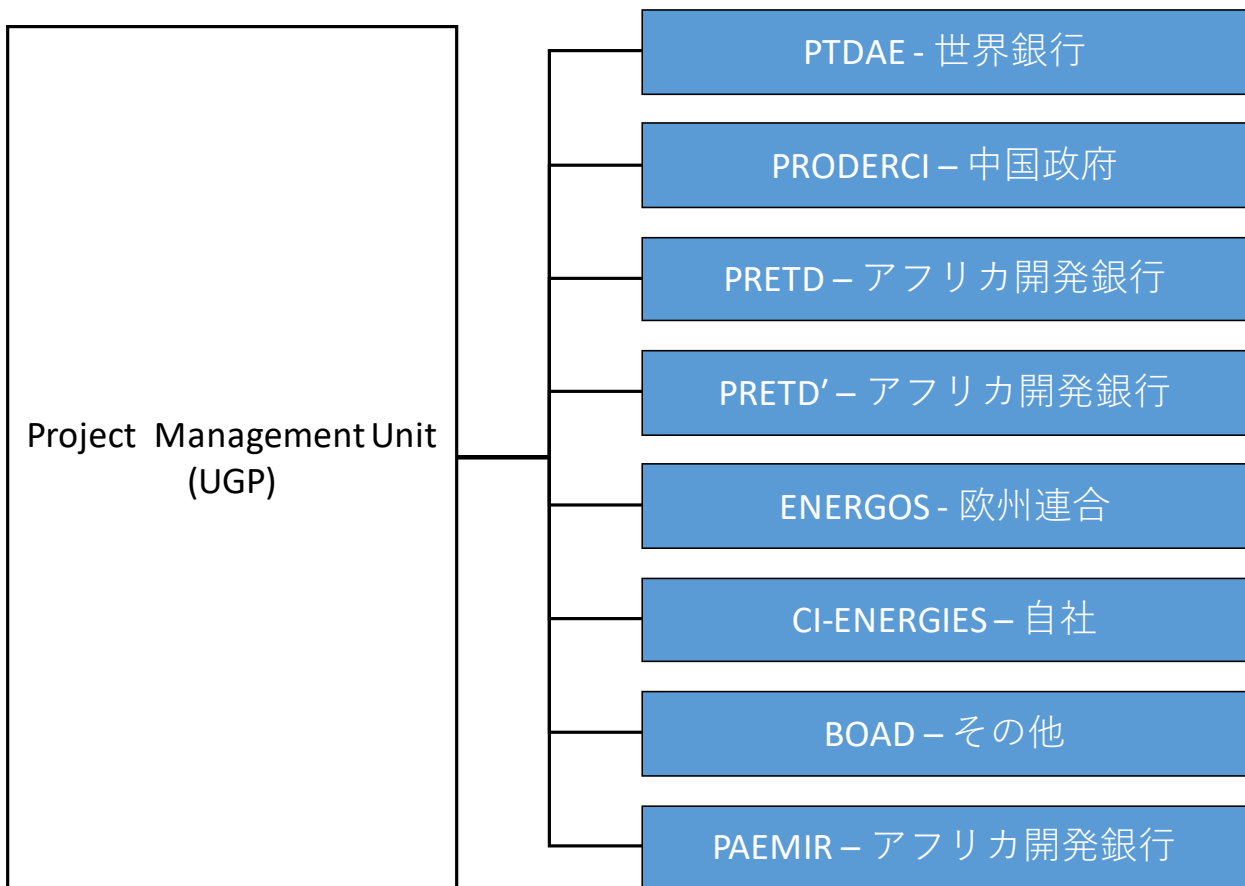 Project Management Unit
(UGP)
PTDAE - 世界銀行
PRODERCI – 中国政府
PRETD – アフリカ開発銀行
PRETD’ – アフリカ開発銀行
ENERGOS - 欧州連合
CI-ENERGIES – 自社
BOAD – その他
PAEMIR – アフリカ開発銀行